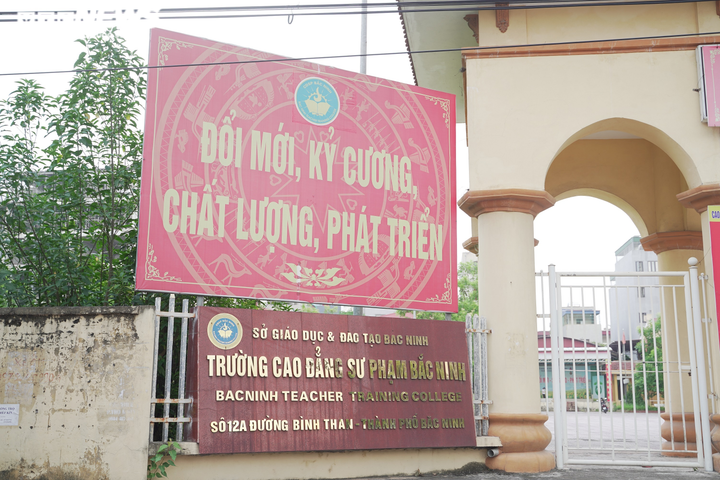 ĐỔI MỚI, KỶ CƯƠNG,
CHẤT LƯỢNG, PHÁT TRIỂN
SỞ GIÁO DỤC & ĐÀO TẠO BẮC NINH
TRƯỜNG CAO ĐẲNG SƯ PHẠM BẮC NINH
BACNINH TEACHER TRAINING COLLEGE
SỐ 12A ĐƯỜNG BÌNH THAN - THÀNH PHỐ BẮC NINH
CAO